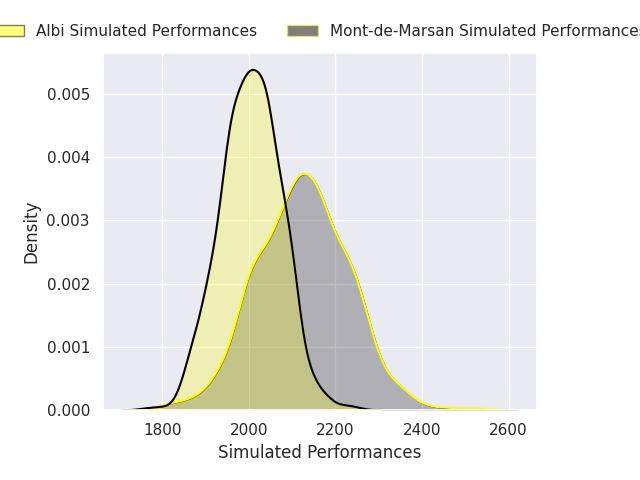 Albi Simulated Performances Mont-de-Marsan Simulated Performances
0.005
0.004
0.003
0.002
0.001
0.000
Density
1800 2000 2200 2400 2600
Simulated Performances